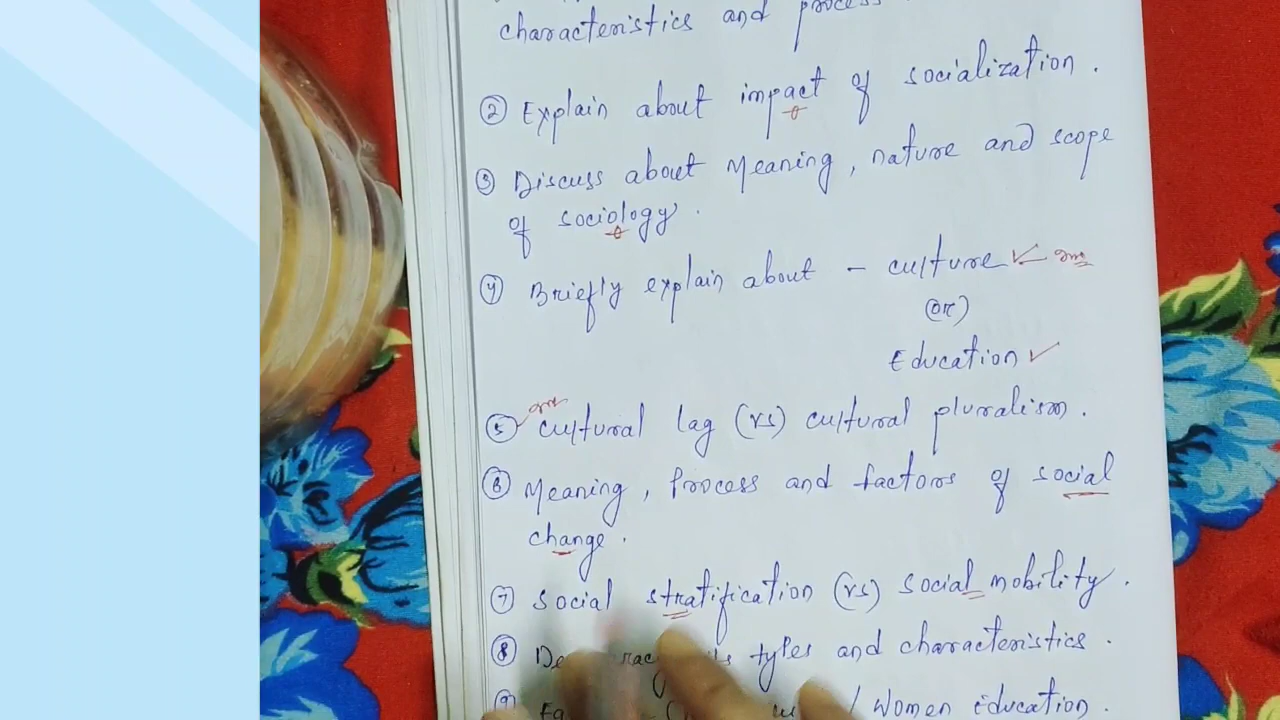 characteristics and process
② Explain about impact of socialization .
③ Discuss about Meaning, nature and scope
of sociology .
④ Briefly explain about - culture
(or)
Education
⑤ cultural lag (vs) cultural pluralism .
⑥ Meaning, Process and factors of social
change .
⑦ Social stratification (vs) Social mobility .
⑧ types and characteristics .
⑨ / Women Education .